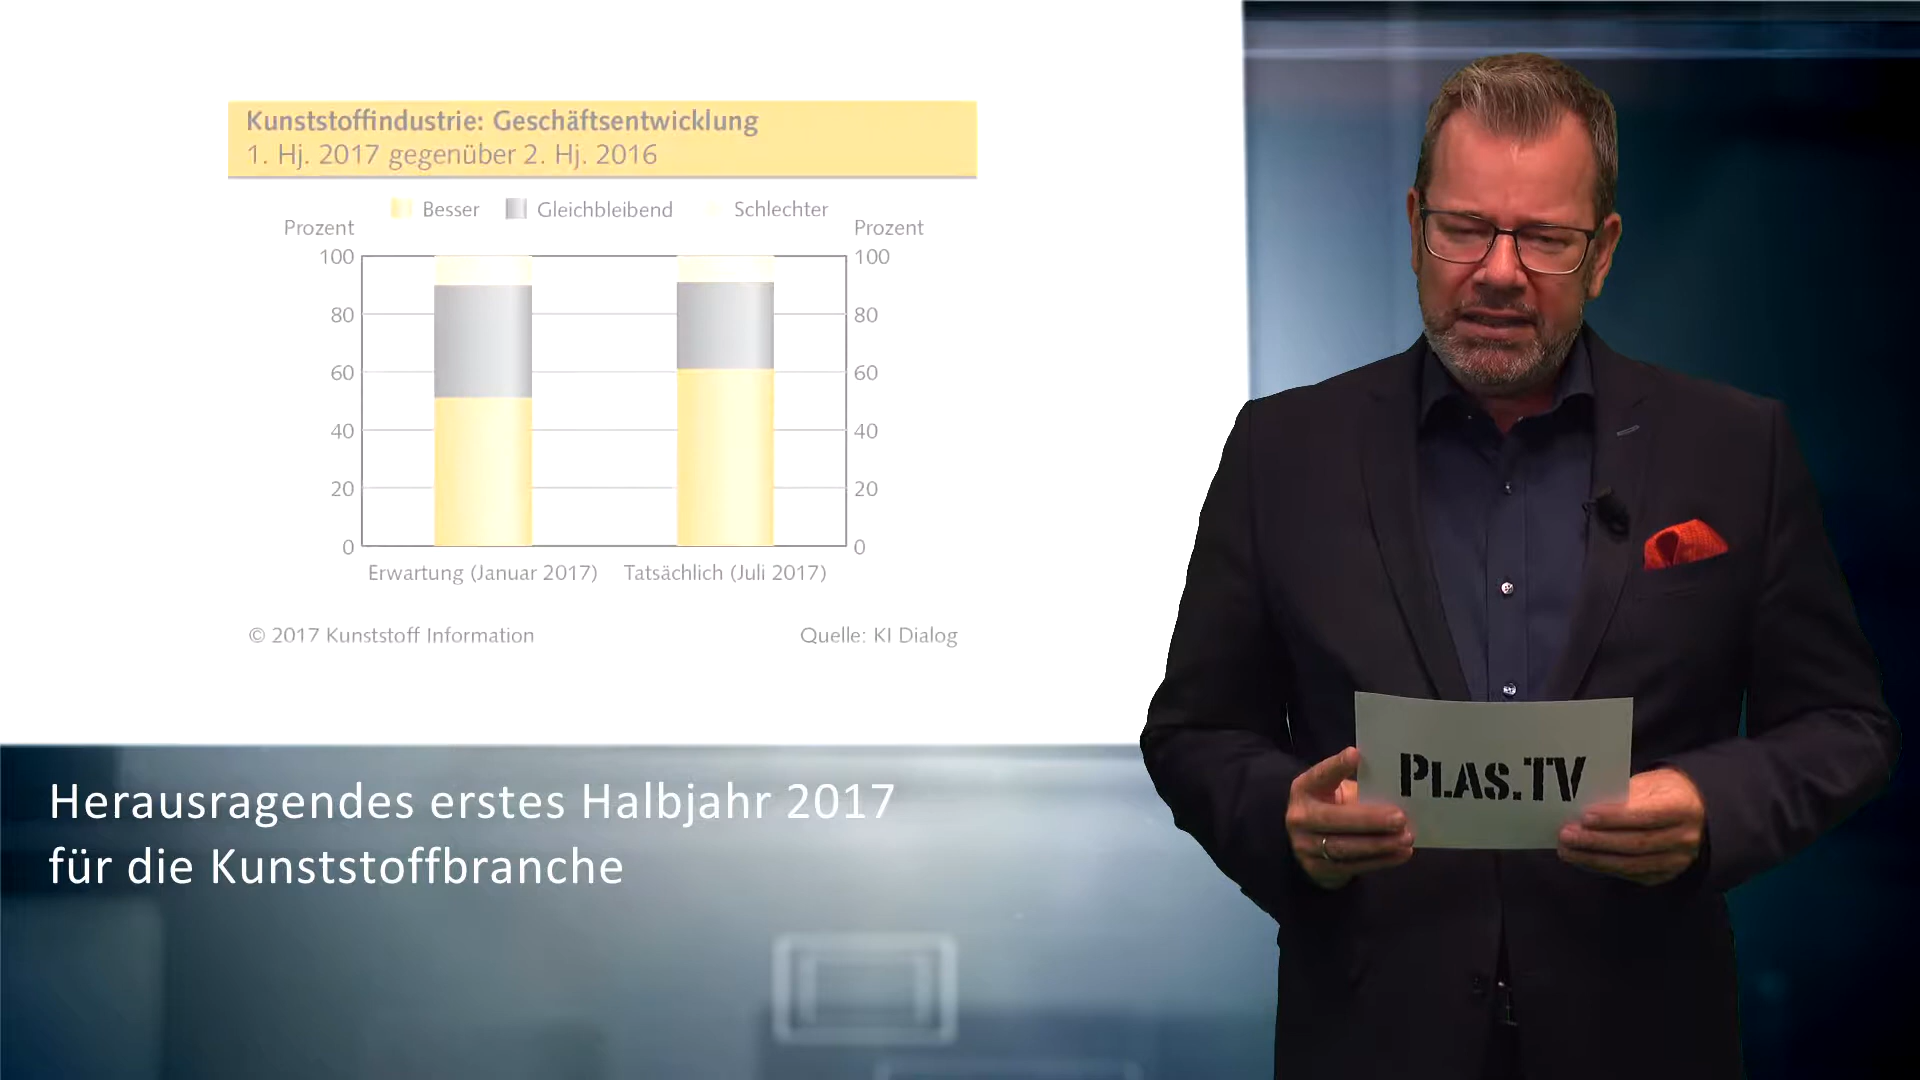 Kunststoffindustrie: Geschäftsentwicklung
1. Hj. 2017 gegenüber 2. Hj. 2016
Besser Gleichbleibend Schlechter
Prozent Prozent
100 100
80 80
60 60
40 40
20 20
0 0
Erwartung (Januar 2017) Tatsächlich (Juli 2017)
© 2017 Kunststoff Information Quelle: KI Dialog
PLAS.TV
Herausragendes erstes Halbjahr 2017
für die Kunststoffbranche